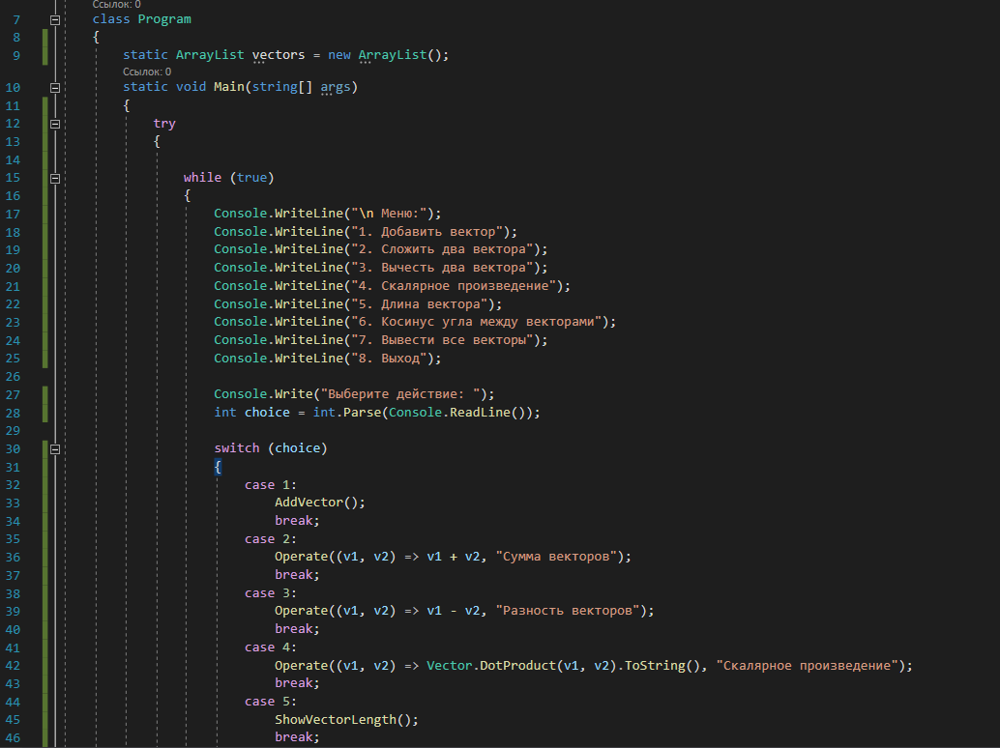 Ссылок: 0
7 class Program
8 {
9 static ArrayList vectors = new ArrayList();
Ссылок: 0
10 static void Main(string[] args)
11 {
12 try
13 {
14
15 while (true)
16 {
17 Console.WriteLine("\n Меню:");
18 Console.WriteLine("1. Добавить вектор");
19 Console.WriteLine("2. Сложить два вектора");
20 Console.WriteLine("3. Вычесть два вектора");
21 Console.WriteLine("4. Скалярное произведение");
22 Console.WriteLine("5. Длина вектора");
23 Console.WriteLine("6. Косинус угла между векторами");
24 Console.WriteLine("7. Вывести все векторы");
25 Console.WriteLine("8. Выход");
26
27 Console.Write("Выберите действие: ");
28 int choice = int.Parse(Console.ReadLine());
29
30 switch (choice)
31 {
32 case 1:
33 AddVector();
34 break;
35 case 2:
36 Operate((v1, v2) => v1 + v2, "Сумма векторов");
37 break;
38 case 3:
39 Operate((v1, v2) => v1 - v2, "Разность векторов");
40 break;
41 case 4:
42 Operate((v1, v2) => Vector.DotProduct(v1, v2).ToString(), "Скалярное произведение");
43 break;
44 case 5:
45 ShowVectorLength();
46 break;